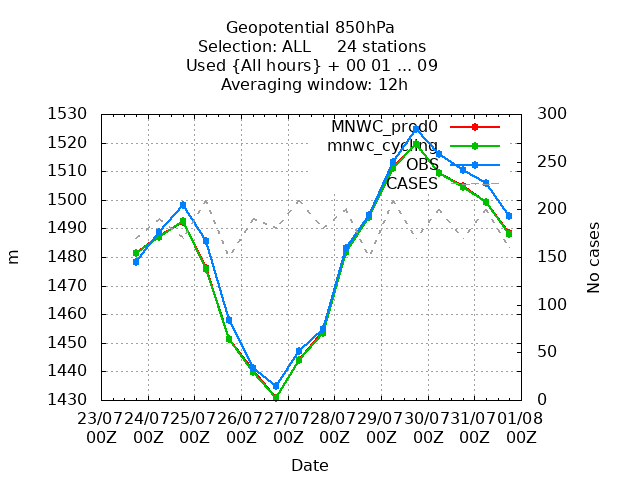 Geopotential 850hPa
Selection: ALL     24 stations
Used {All hours} + 00 01 ... 09
Averaging window: 12h
1530
1520
1510
1500
1490
1480
1470
1460
1450
1440
1430
300
250
200
150
100
50
0
MNWC_prod0
mnwc_cycling
OBS
CASES
m
No cases
23/07 24/07 25/07 26/07 27/07 28/07 29/07 30/07 31/07 01/08
00Z 00Z 00Z 00Z 00Z 00Z 00Z 00Z 00Z 00Z
Date